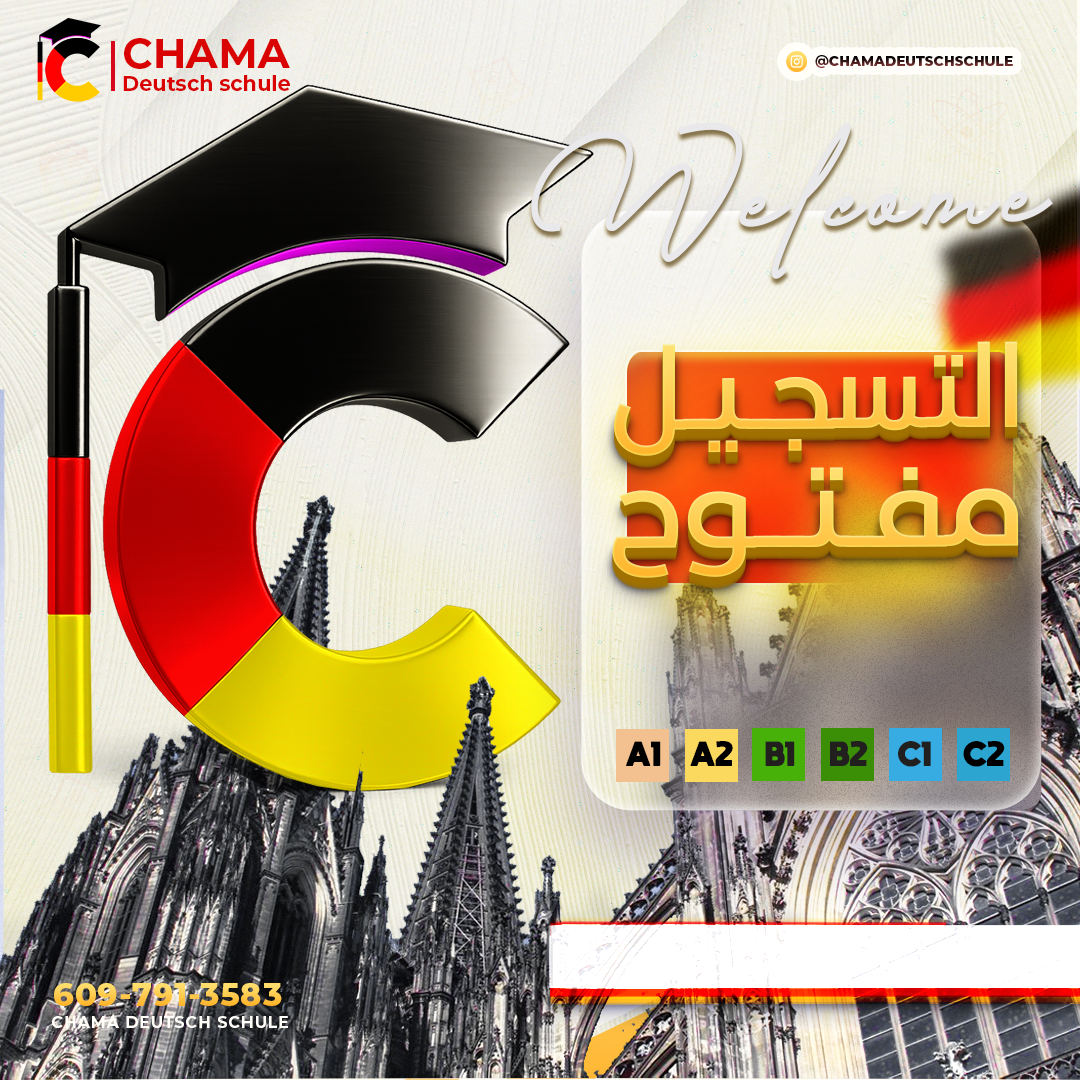 CHAMA
Deutsch schule
@CHAMADEUTSCHSCHULE
Welcome
التسجيل
مفتوح
A1 A2 B1 B2 C1 C2
609-791-3583
CHAMA DEUTSCH SCHULE